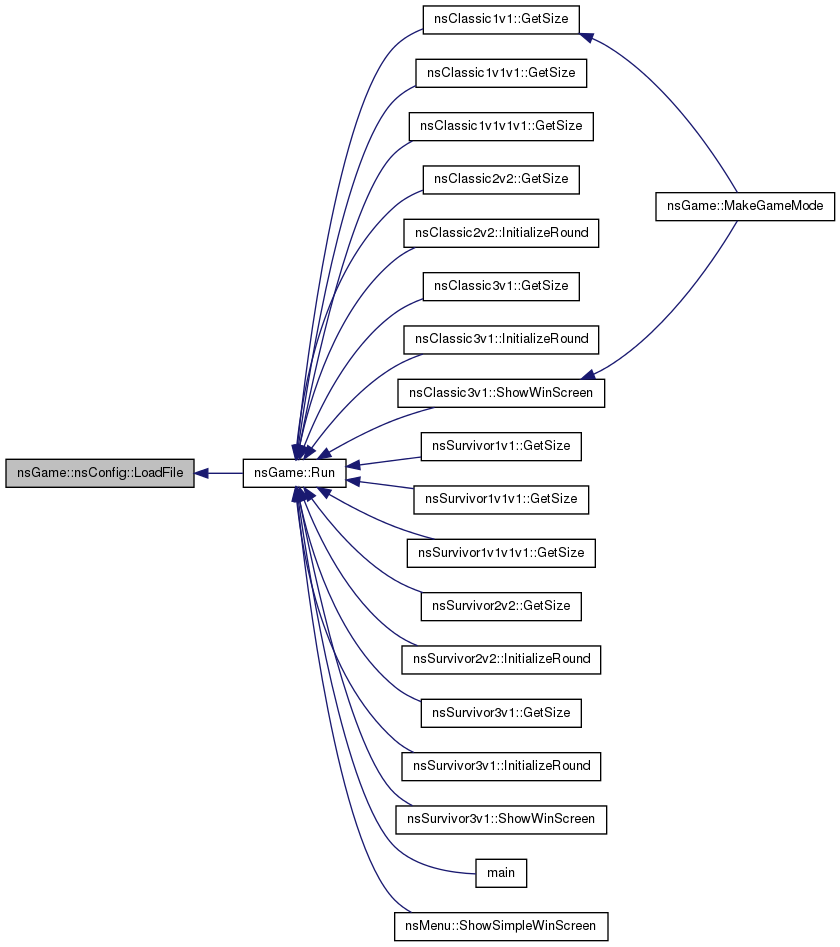 nsClassic1v1::GetSize
nsClassic1v1v1::GetSize
nsClassic1v1v1v1::GetSize
nsClassic2v2::GetSize
nsGame::MakeGameMode
nsClassic2v2::InitializeRound
nsClassic3v1::GetSize
nsClassic3v1::InitializeRound
nsClassic3v1::ShowWinScreen
nsSurvivor1v1::GetSize
nsGame::nsConfig::LoadFile
nsGame::Run
nsSurvivor1v1v1::GetSize
nsSurvivor1v1v1v1::GetSize
nsSurvivor2v2::GetSize
nsSurvivor2v2::InitializeRound
nsSurvivor3v1::GetSize
nsSurvivor3v1::InitializeRound
nsSurvivor3v1::ShowWinScreen
main
nsMenu::ShowSimpleWinScreen